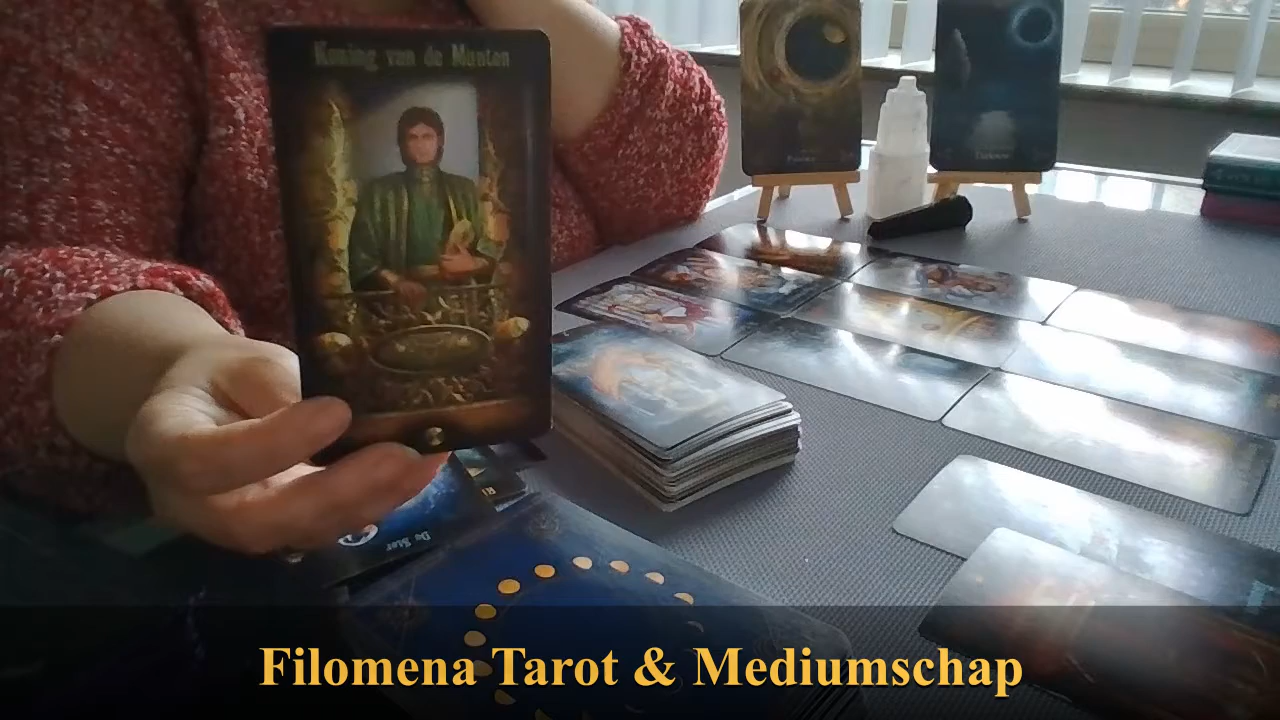 Koning van de Munten
De Ster
Filomena Tarot & Mediumschap